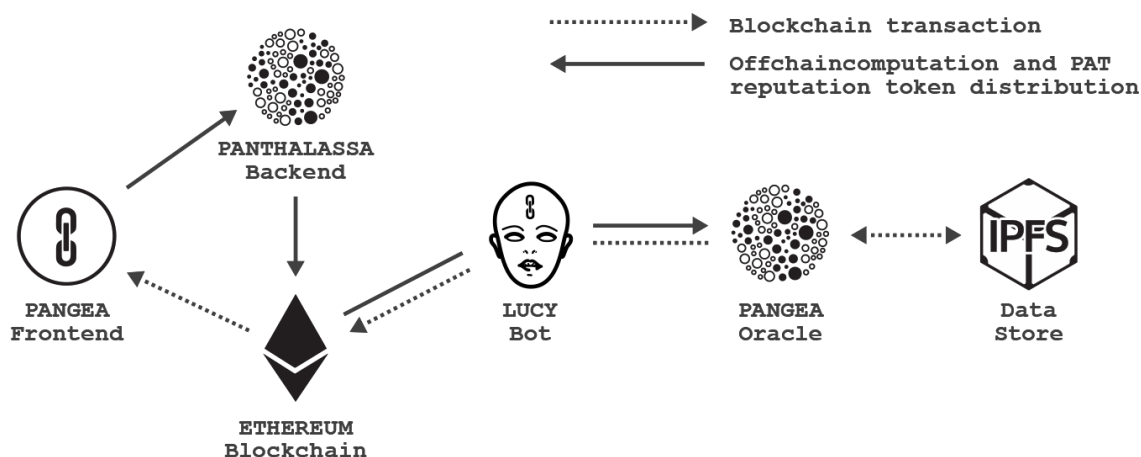 Blockchain transaction
Offchaincomputation and PAT
reputation token distribution
PANTHALASSA
Backend
PANGEA
Frontend
ETHEREUM
Blockchain
LUCY
Bot
PANGEA
Oracle
IPFS
Data
Store